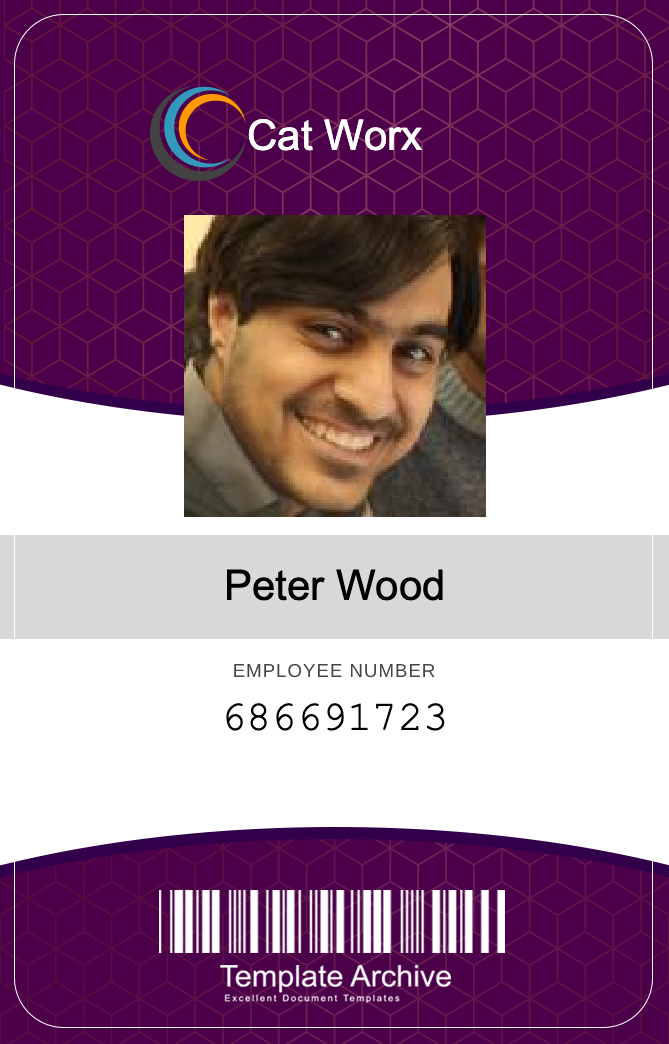 Cat Worx
Peter Wood
EMPLOYEE NUMBER
686691723
Template Archive
Excellent Document Templates